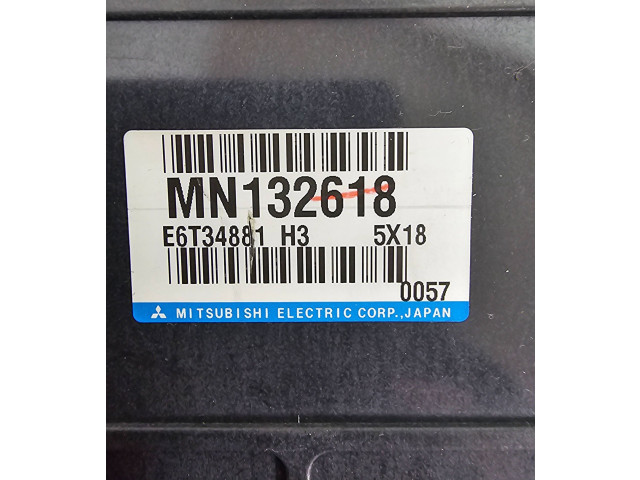 MN132618
E6T34881 H3 5X18
0057
MITSUBISHI ELECTRIC CORP.,JAPAN